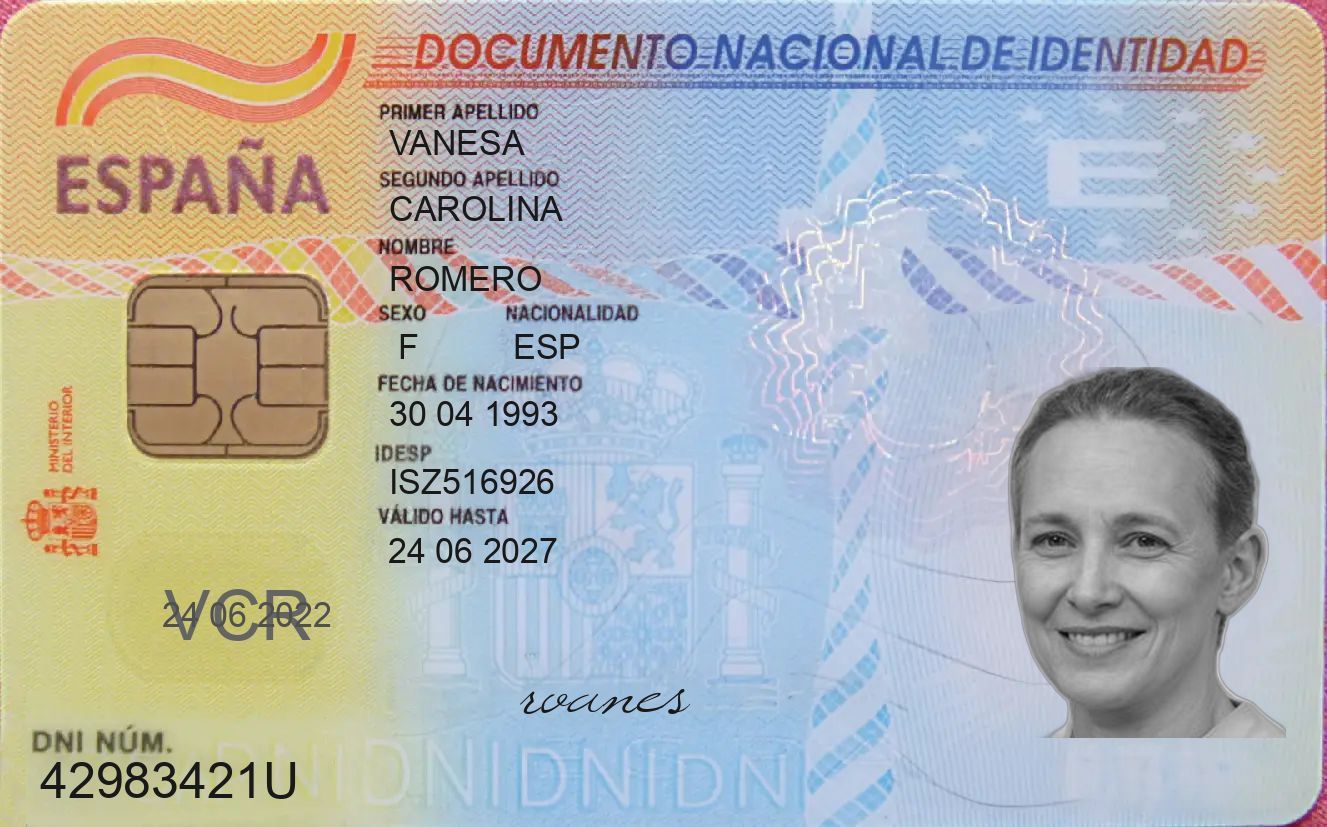 DOCUMENTO NACIONAL DE IDENTIDAD
ESPAÑA
PRIMER APELLIDO
VANESA
SEGUNDO APELLIDO
CAROLINA
NOMBRE
ROMERO
SEXO NACIONALIDAD
F ESP
FECHA DE NACIMIENTO
30 04 1993
IDESP
ISZ516926
VÁLIDO HASTA
24 06 2027
MINISTERIO
DEL INTERIOR
E
VCR
24 06 2022
rvanes
DNI NÚM.
42983421U
DNIDNIDNIDNI